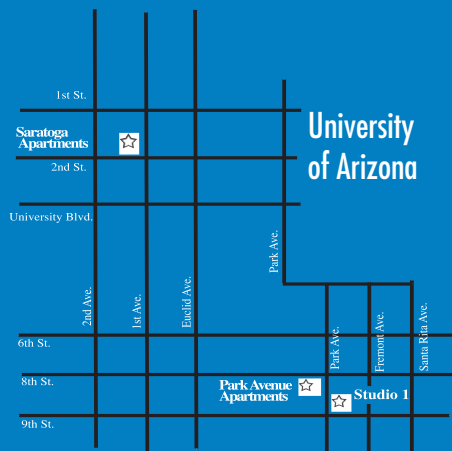 1st St.
University
of Arizona
Saratoga
Apartments
2nd St.
University Blvd.
Park Ave.
2nd Ave.
1st Ave.
Euclid Ave.
Park Ave.
Fremont Ave.
Santa Rita Ave.
6th St.
8th St.
Park Avenue
Apartments
Studio 1
9th St.